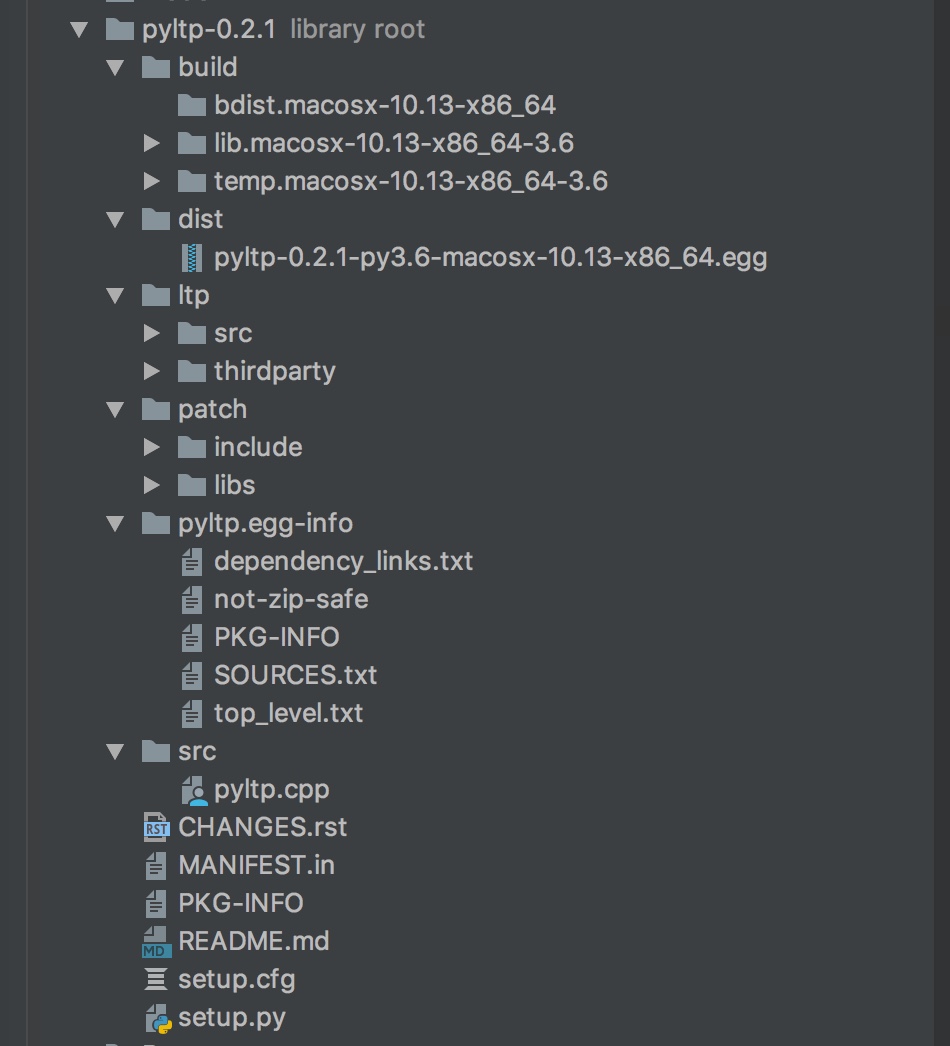 pyltp-0.2.1 library root
build
bdist.macosx-10.13-x86_64
lib.macosx-10.13-x86_64-3.6
temp.macosx-10.13-x86_64-3.6
dist
pyltp-0.2.1-py3.6-macosx-10.13-x86_64.egg
ltp
src
thirdparty
patch
include
libs
pyltp.egg-info
dependency_links.txt
not-zip-safe
PKG-INFO
SOURCES.txt
top_level.txt
src
pyltp.cpp
RST CHANGES.rst
MANIFEST.in
PKG-INFO
MD README.md
setup.cfg
setup.py